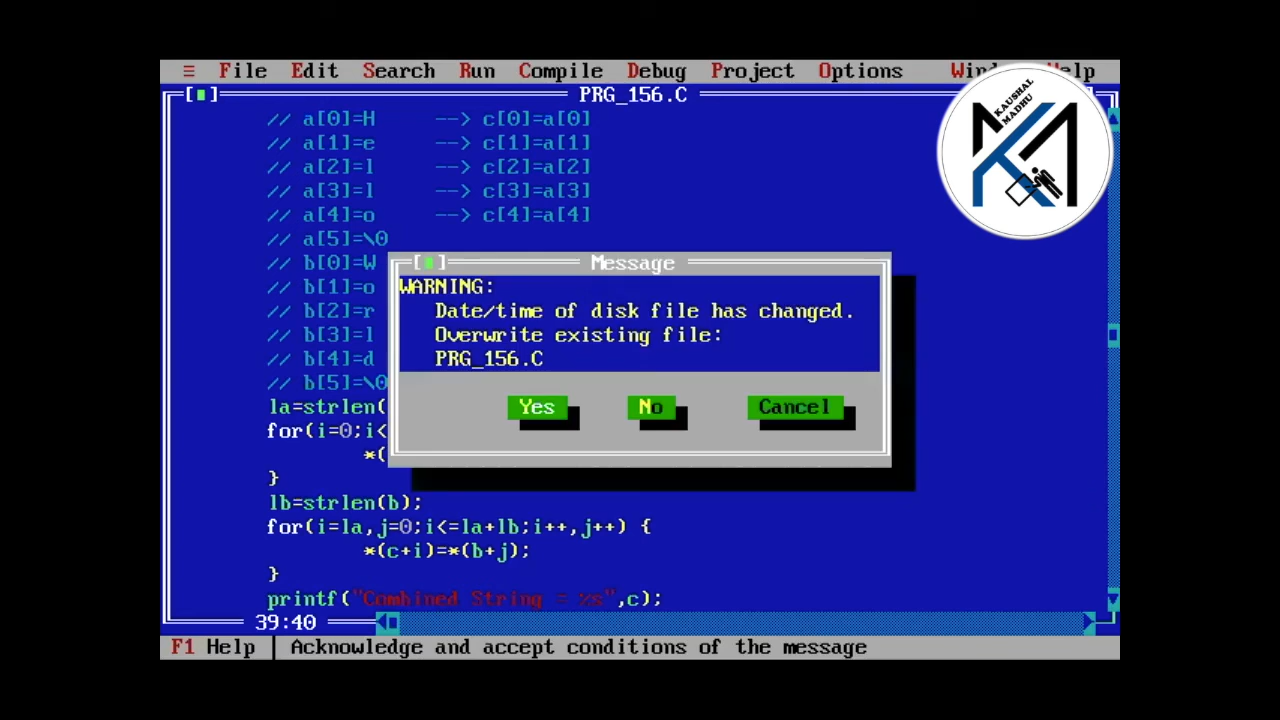 ≡ File Edit Search Run Compile Debug Project Options Wind elp
PRG_156.C
// a[0]=H --> c[0]=a[0]
// a[1]=e --> c[1]=a[1]
// a[2]=l --> c[2]=a[2]
// a[3]=l --> c[3]=a[3]
// a[4]=o --> c[4]=a[4]
// a[5]=\0
// b[0]=W
// b[1]=o
// b[2]=r
// b[3]=l
// b[4]=d
// b[5]=\0
la=strlen(
for(i=0;i<
*(
}
lb=strlen(b);
for(i=la,j=0;i<=la+lb;i++,j++) {
*(c+i)=*(b+j);
}
printf("Combined String = %s",c);
39:40
Message
WARNING:
Date/time of disk file has changed.
Overwrite existing file:
PRG_156.C
Yes No Cancel
F1 Help Acknowledge and accept conditions of the message
KAUSHAL
MADHU